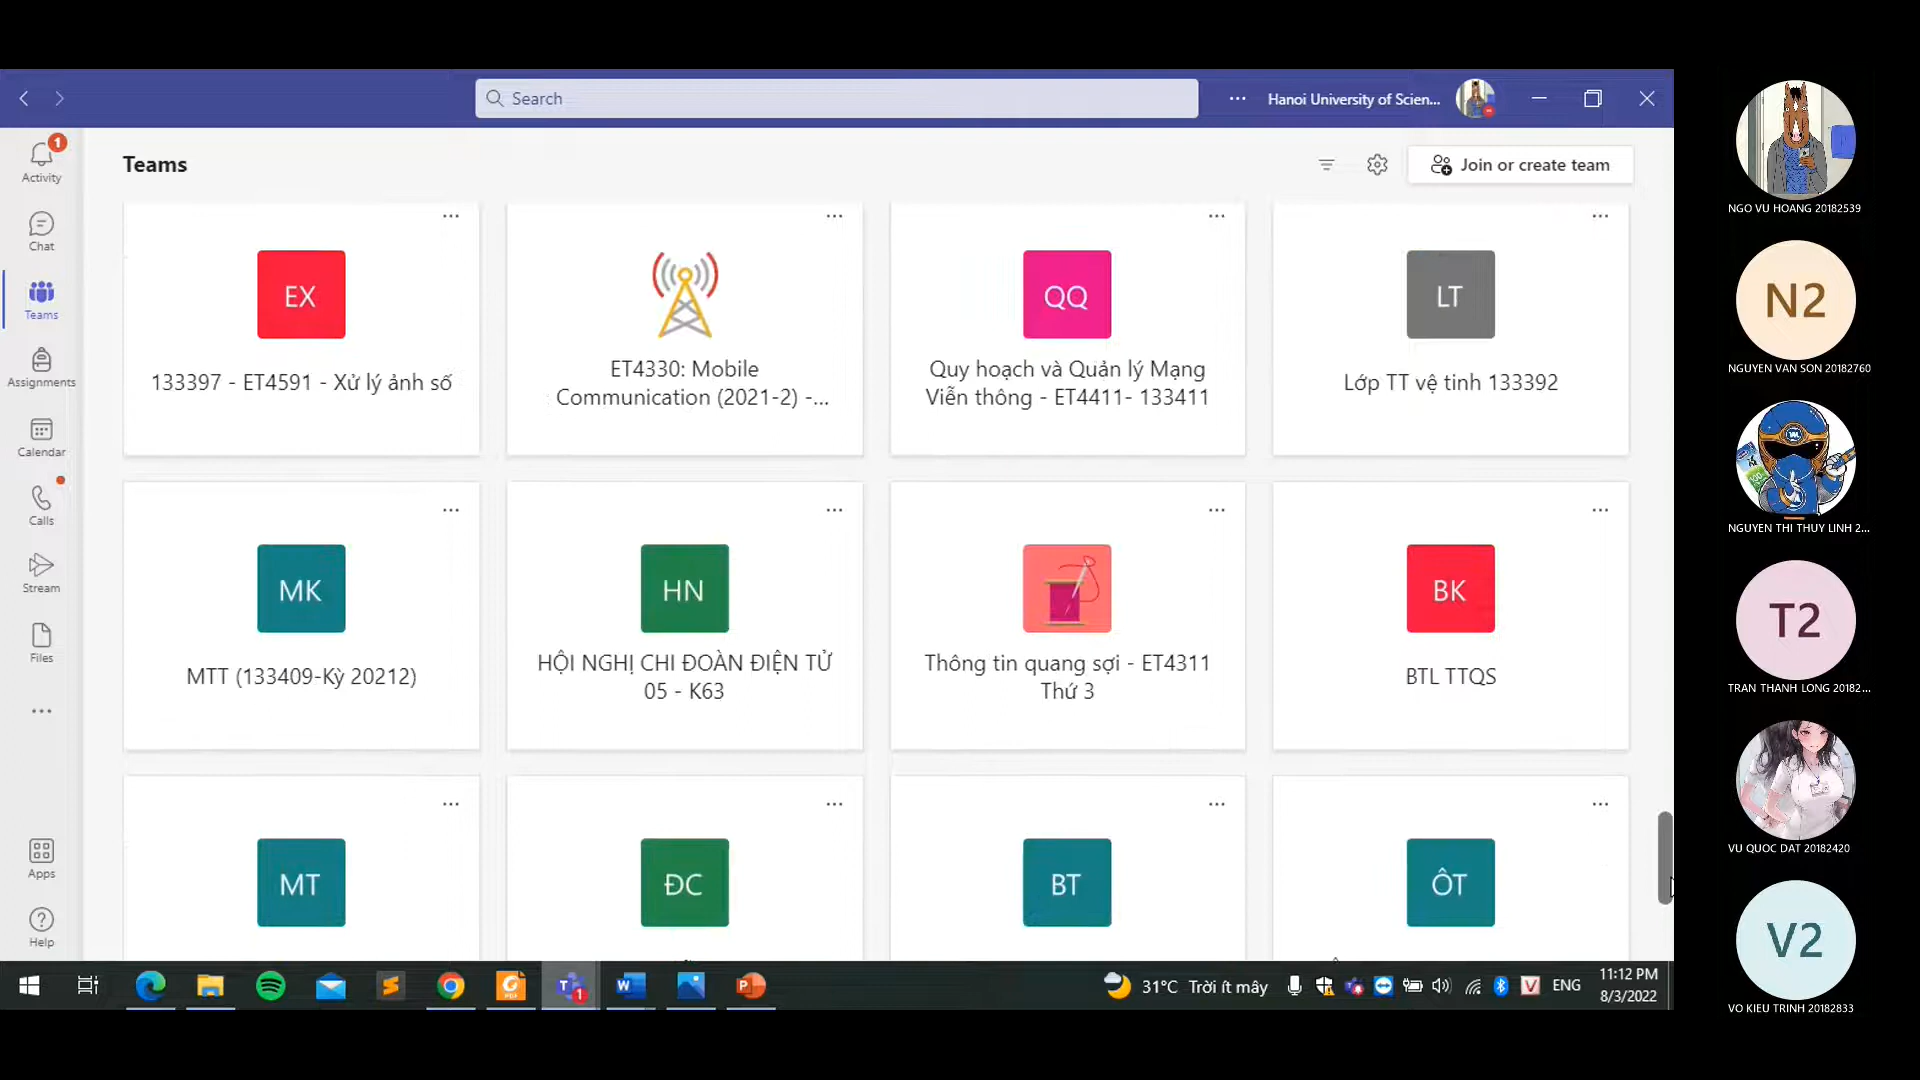 Search
Hanoi University of Scien...
1
Activity
Chat
Teams
Assignments
Calendar
Calls
Stream
Files
Apps
Help
Teams
Join or create team
EX
133397 - ET4591 - Xử lý ảnh số
ET4330: Mobile
Communication (2021-2) -...
QQ
Quy hoạch và Quản lý Mạng
Viễn thông - ET4411- 133411
LT
Lớp TT vệ tinh 133392
MK
MTT (133409-Kỳ 20212)
HN
HỘI NGHỊ CHI ĐOÀN ĐIỆN TỬ
05 - K63
Thông tin quang sợi - ET4311
Thứ 3
BK
BTL TTQS
MT
ĐC
BT
ÔT
31°C Trời ít mây
ENG
11:12 PM
8/3/2022
NGO VU HOANG 20182539
N2
NGUYEN VAN SON 20182760
NGUYEN THI THUY LINH 2...
T2
TRAN THANH LONG 20182...
VU QUOC DAT 20182420
V2
VO KIEU TRINH 20182833